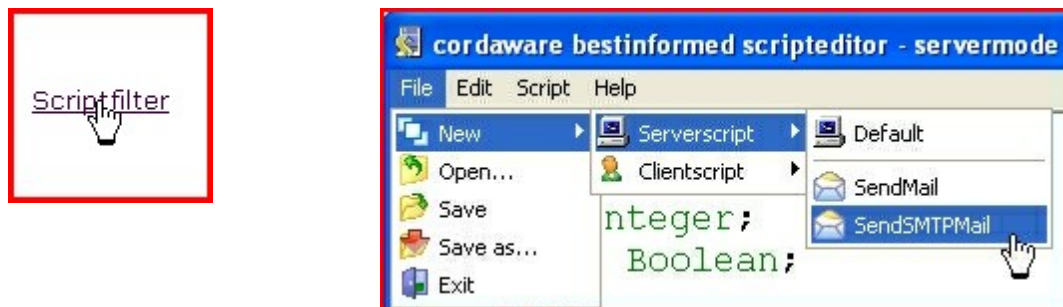 Scriptfilter
cordaware bestinformed scripteditor - servermode
File Edit Script Help
New Serverscript Default
Open... Clientscript SendMail
Save nteger; SendSMTPMail
Save as... Boolean;
Exit